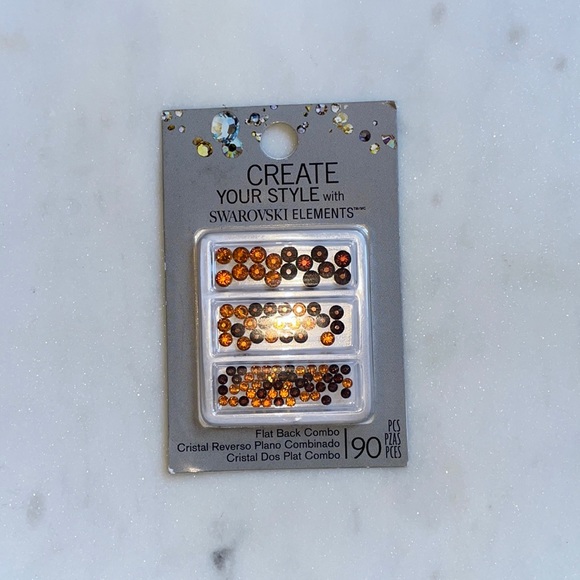 CREATE
YOUR STYLE with
SWAROVSKI ELEMENTS
Flat Back Combo
Cristal Reverso Plano Combinado
Cristal Dos Plat Combo
90
PCS
PZAS
PCES